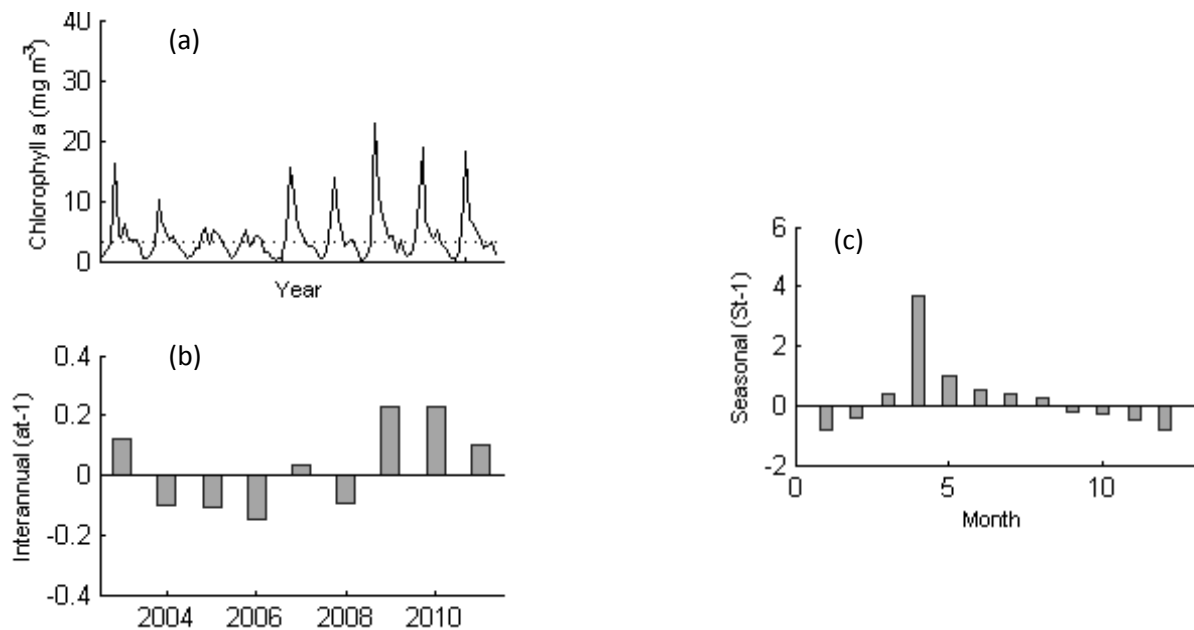 (a)
Chlorophyll a (mg m-3)
40
30
20
10
0
Year
(b)
Interannual (at-1)
0.4
0.2
0
-0.2
-0.4
2004 2006 2008 2010
(c)
Seasonal (St-1)
6
4
2
0
-2
0 5 10
Month